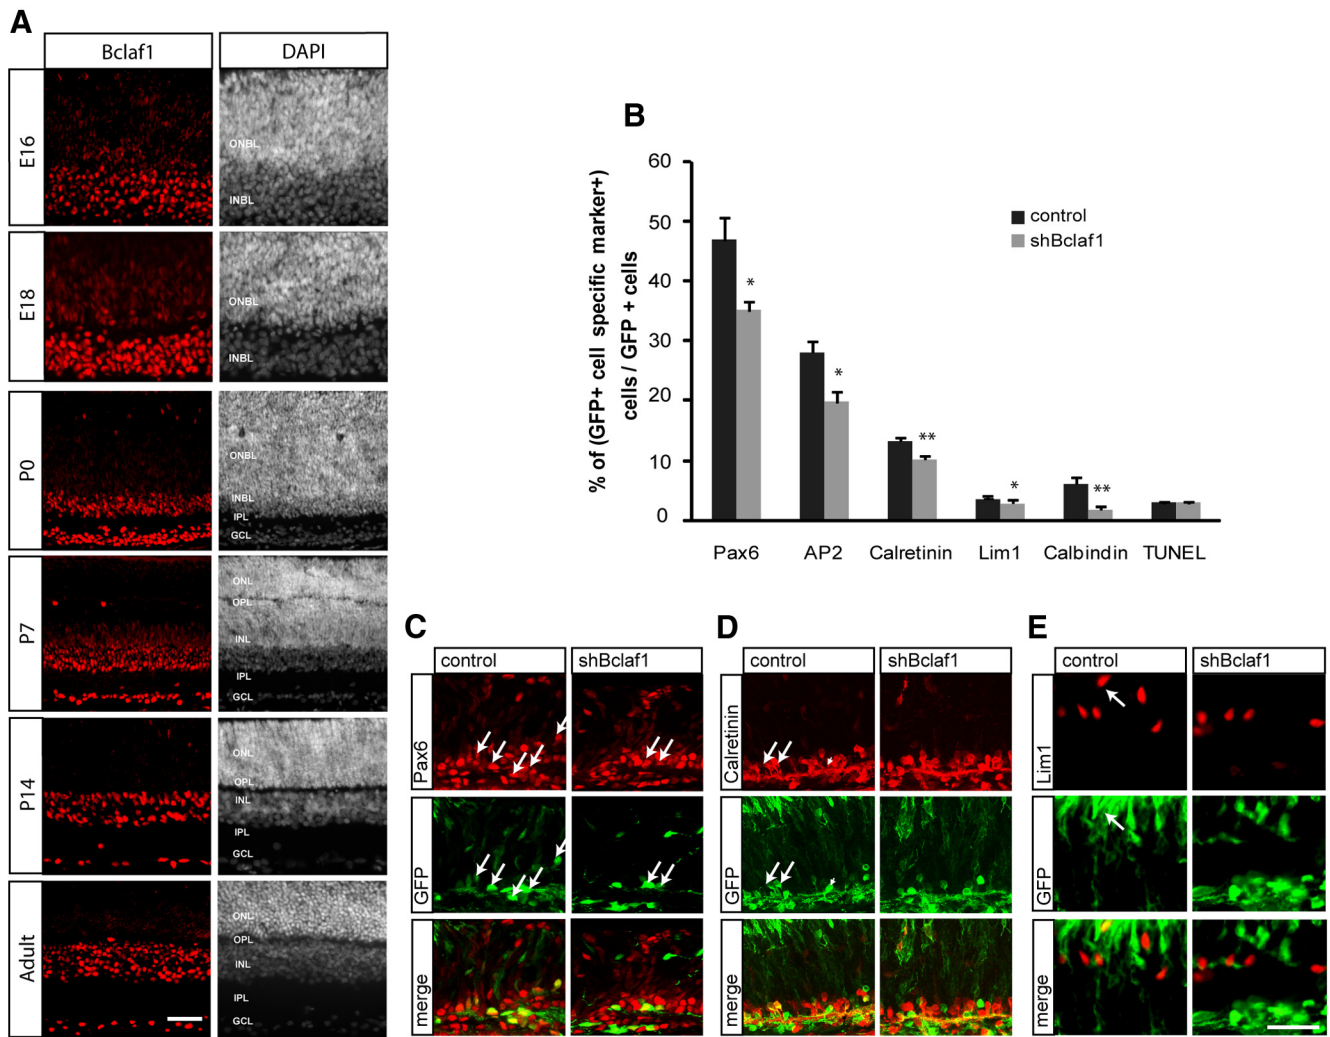 A
Bclaf1
DAPI
E16
ONBL
INBL
E18
ONBL
INBL
P0
ONBL
INBL
IPL
GCL
P7
ONL
OPL
INL
IPL
GCL
P14
ONL
OPL
INL
IPL
GCL
Adult
ONL
OPL
INL
IPL
GCL
B
% of (GFP+ cell specific marker+)
cells / GFP + cells
60
50
40
30
20
10
0
control
shBclaf1
*
*
**
*
**
Pax6
AP2
Calretinin
Lim1
Calbindin
TUNEL
C
control
shBclaf1
Pax6
GFP
merge
D
control
shBclaf1
Calretinin
GFP
merge
E
control
shBclaf1
Lim1
GFP
merge